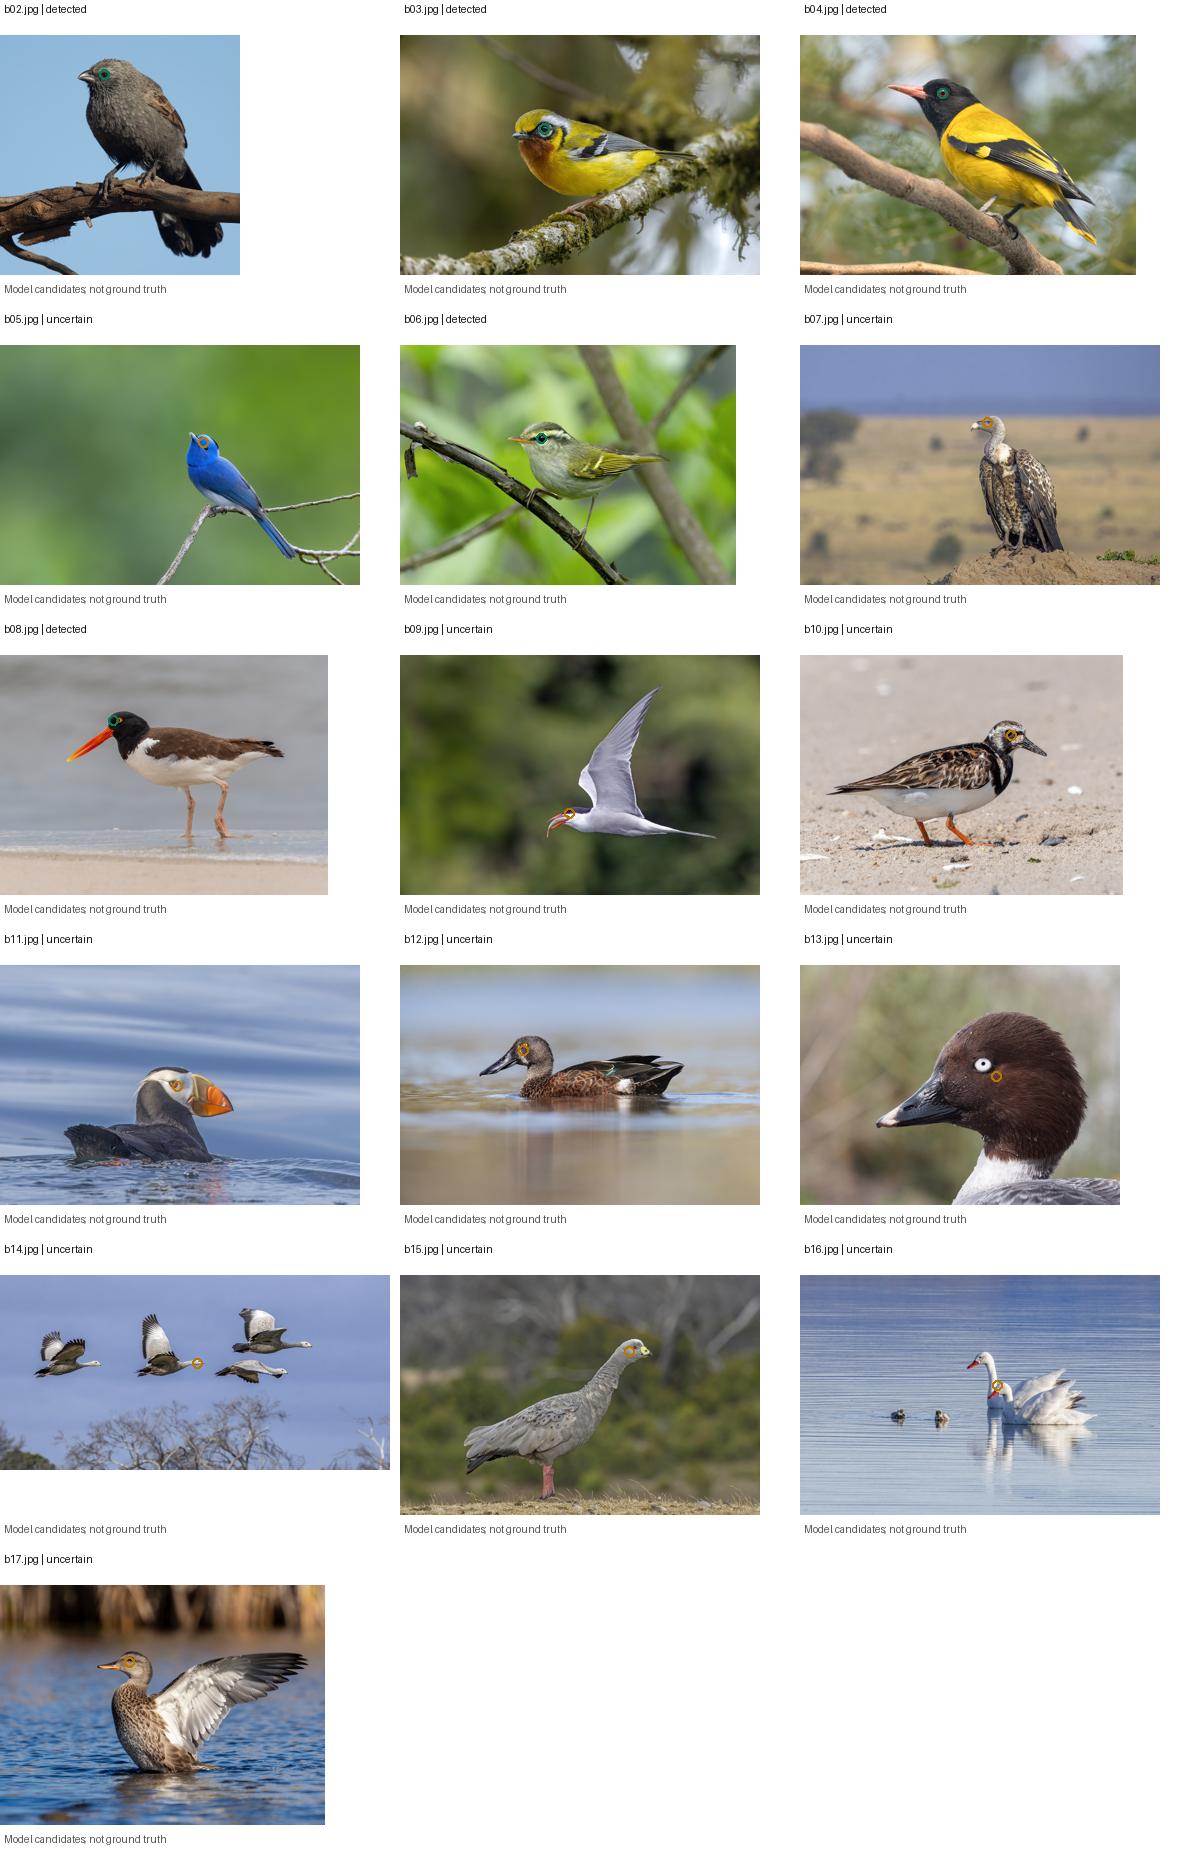 b02.jpg | detected
b03.jpg | detected
b04.jpg | detected
Model candidates; not ground truth
Model candidates; not ground truth
Model candidates; not ground truth
b05.jpg | uncertain
b06.jpg | detected
b07.jpg | uncertain
Model candidates; not ground truth
Model candidates; not ground truth
Model candidates; not ground truth
b08.jpg | detected
b09.jpg | uncertain
b10.jpg | uncertain
Model candidates; not ground truth
Model candidates; not ground truth
Model candidates; not ground truth
b11.jpg | uncertain
b12.jpg | uncertain
b13.jpg | uncertain
Model candidates; not ground truth
Model candidates; not ground truth
Model candidates; not ground truth
b14.jpg | uncertain
b15.jpg | uncertain
b16.jpg | uncertain
Model candidates; not ground truth
Model candidates; not ground truth
Model candidates; not ground truth
b17.jpg | uncertain
Model candidates; not ground truth